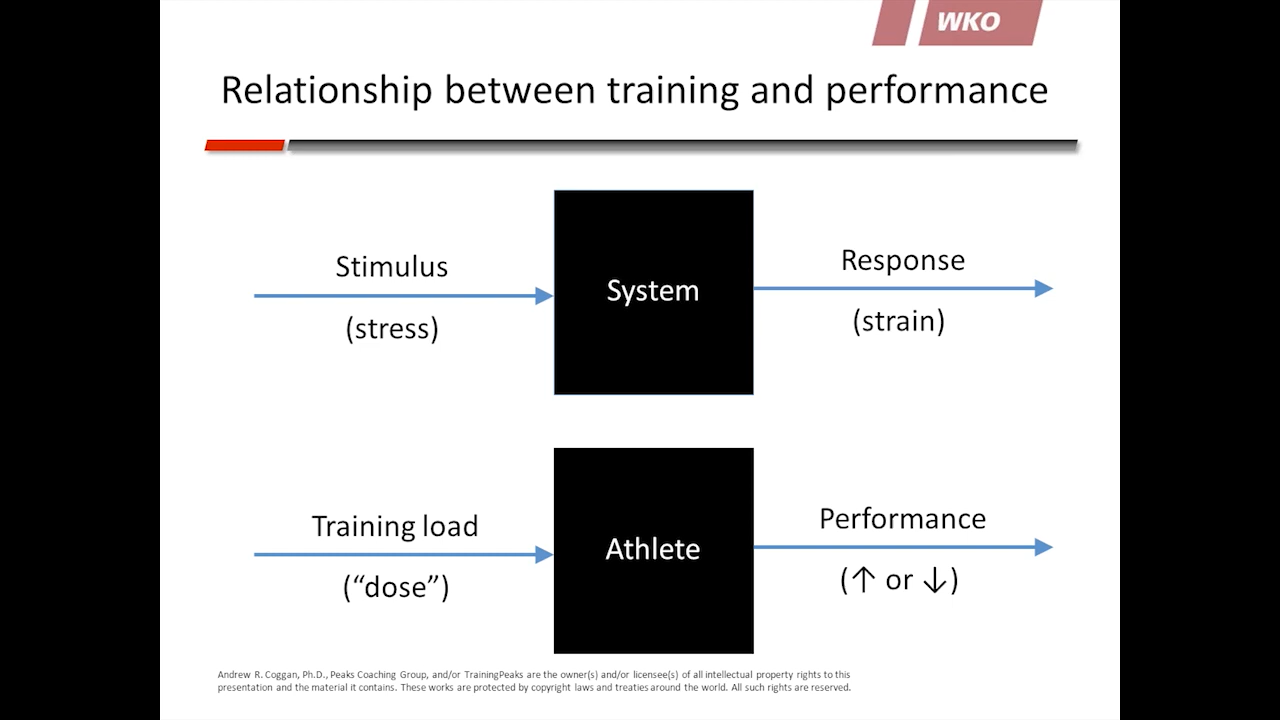 WKO
Relationship between training and performance
Stimulus
(stress)
System
Response
(strain)
Training load
(“dose”)
Athlete
Performance
(↑ or ↓)
Andrew R. Coggan, Ph.D., Peaks Coaching Group, and/or TrainingPeaks are the owner(s) and/or licensee(s) of all intellectual property rights to this
presentation and the material it contains. These works are protected by copyright laws and treaties around the world. All such rights are reserved.